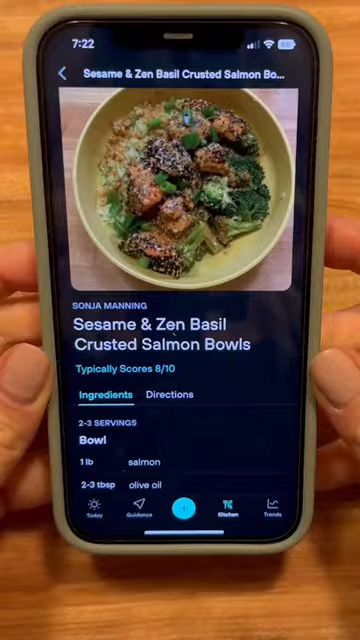 7:22
Sesame & Zen Basil Crusted Salmon Bo...
SONJA MANNING
Sesame & Zen Basil
Crusted Salmon Bowls
Typically Scores 8/10
Ingredients Directions
2-3 SERVINGS
Bowl
1 lb salmon
2-3 tbsp olive oil
Today Guidance Kitchen Trends